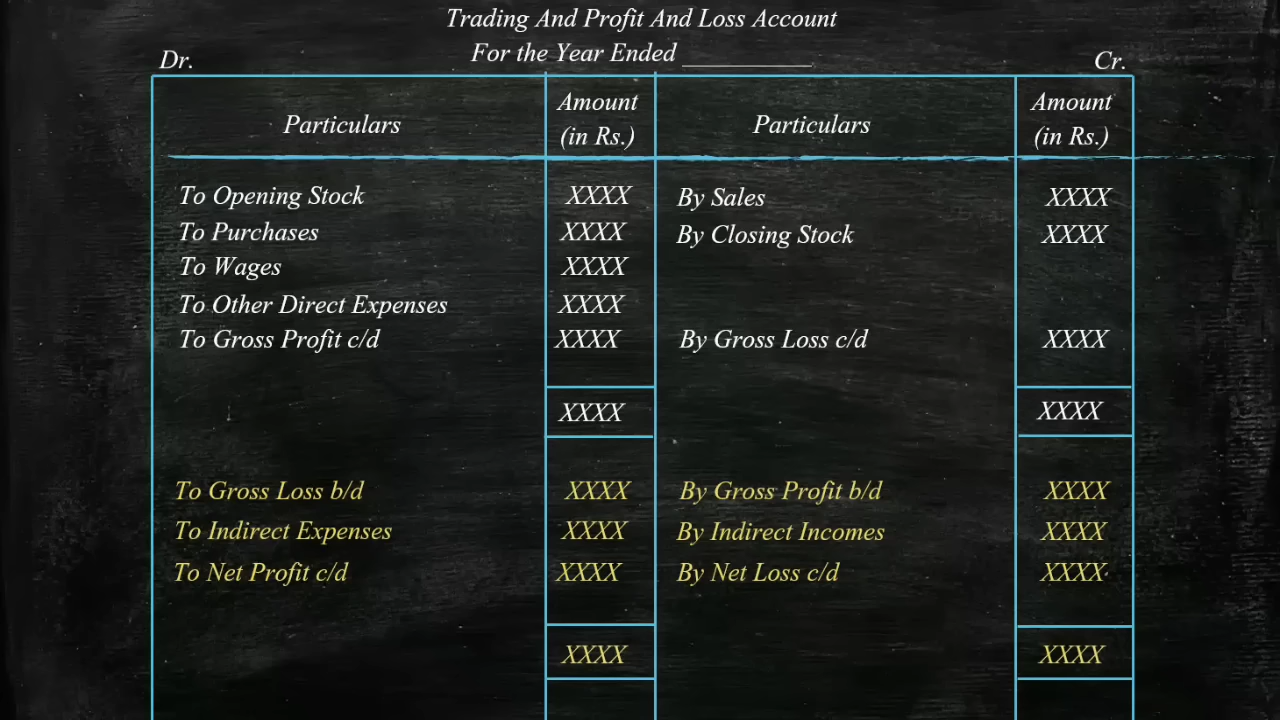 Trading And Profit And Loss Account
For the Year Ended __________
Dr. Cr.
Particulars Amount (in Rs.) Particulars Amount (in Rs.)
To Opening Stock XXXX By Sales XXXX
To Purchases XXXX By Closing Stock XXXX
To Wages XXXX
To Other Direct Expenses XXXX
To Gross Profit c/d XXXX By Gross Loss c/d XXXX
XXXX XXXX
To Gross Loss b/d XXXX By Gross Profit b/d XXXX
To Indirect Expenses XXXX By Indirect Incomes XXXX
To Net Profit c/d XXXX By Net Loss c/d XXXX
XXXX XXXX